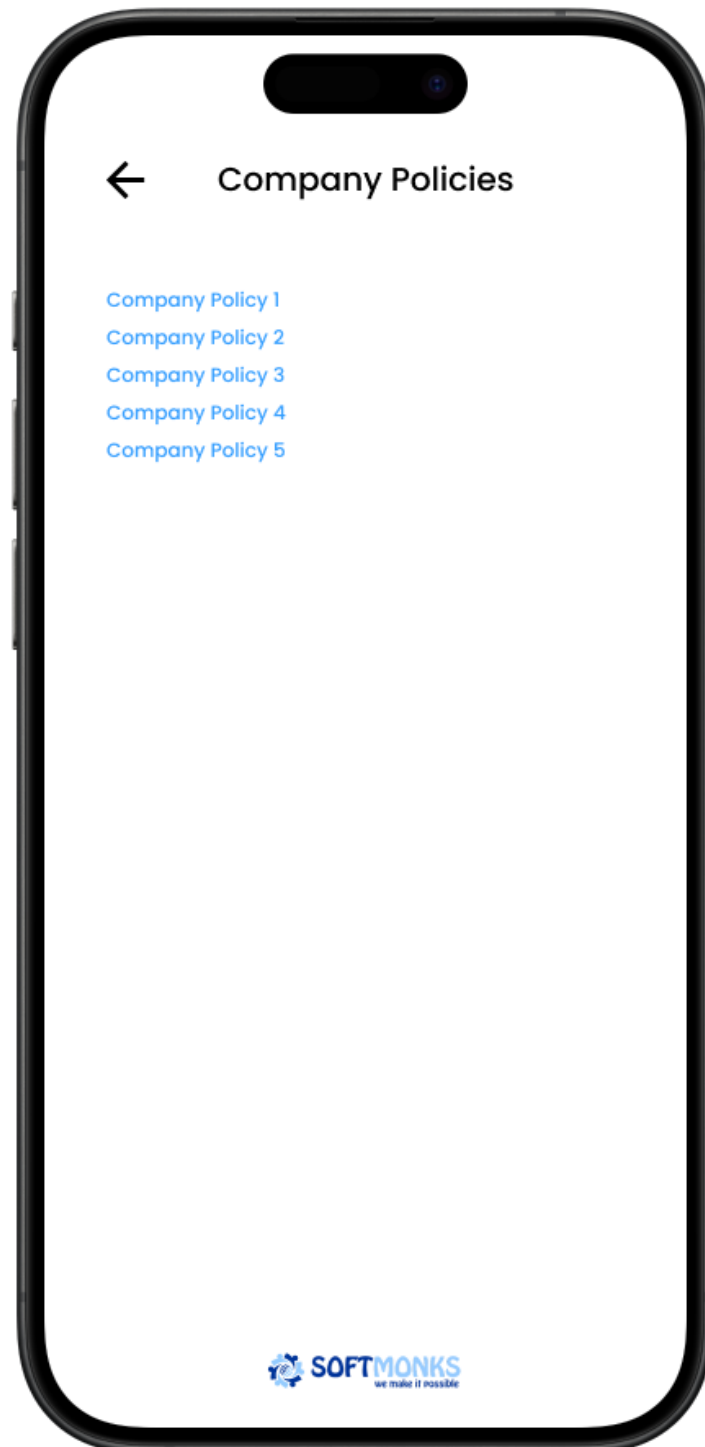 Company Policies
Company Policy 1
Company Policy 2
Company Policy 3
Company Policy 4
Company Policy 5
SOFTMONKS
we make it possible